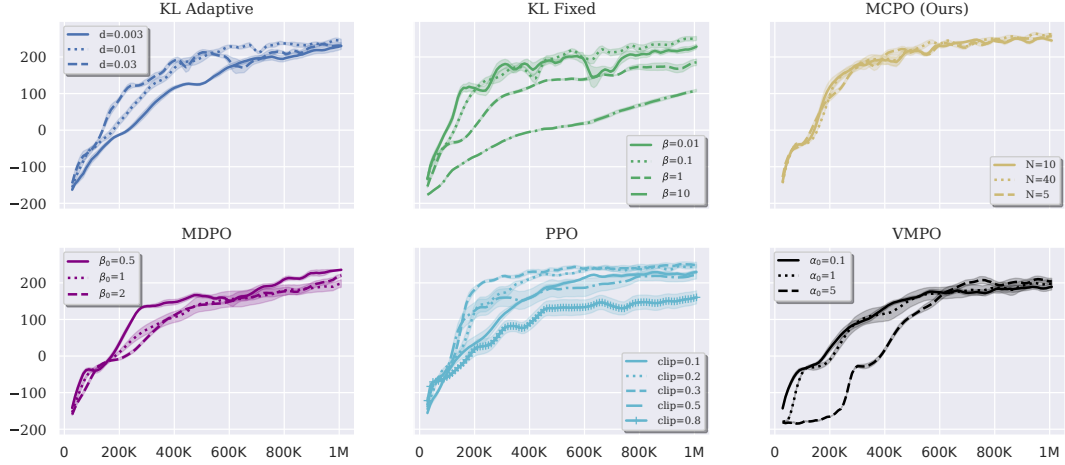 KL Adaptive
d=0.003
d=0.01
d=0.03
200
100
0
−100
−200
KL Fixed
β=0.01
β=0.1
β=1
β=10
MCPO (Ours)
N=10
N=40
N=5
MDPO
β₀=0.5
β₀=1
β₀=2
200
100
0
−100
−200
0 200K 400K 600K 800K 1M
PPO
clip=0.1
clip=0.2
clip=0.3
clip=0.5
clip=0.8
0 200K 400K 600K 800K 1M
VMPO
α₀=0.1
α₀=1
α₀=5
0 200K 400K 600K 800K 1M